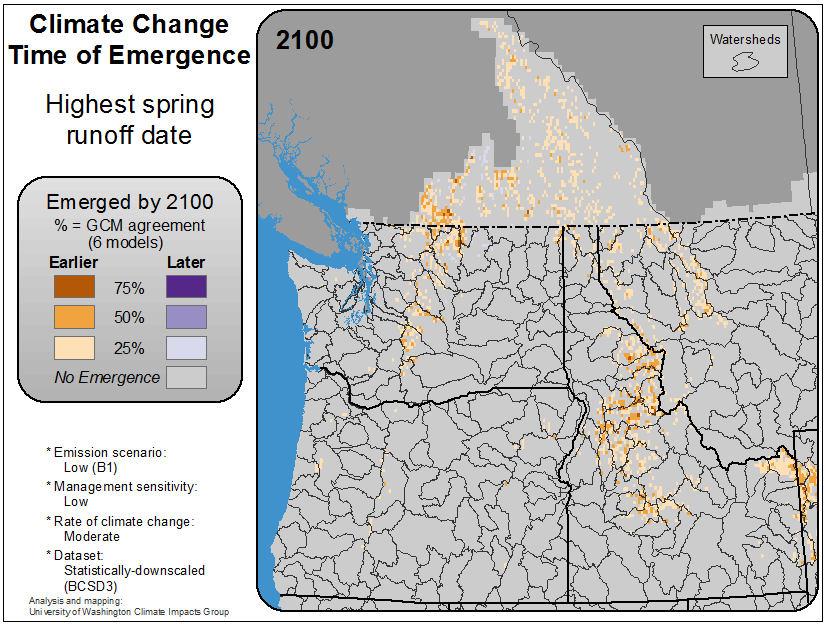 Climate Change
Time of Emergence
Highest spring
runoff date
Emerged by 2100
% = GCM agreement
(6 models)
Earlier Later
75%
50%
25%
No Emergence
* Emission scenario:
Low (B1)
* Management sensitivity:
Low
* Rate of climate change:
Moderate
* Dataset:
Statistically-downscaled
(BCSD3)
Analysis and mapping:
University of Washington Climate Impacts Group
2100
Watersheds